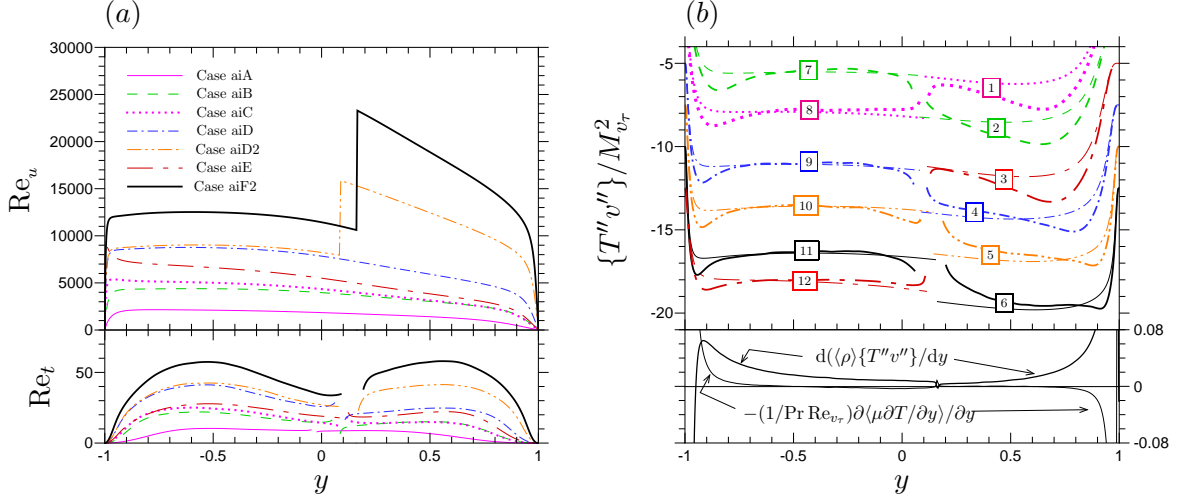 (a)
30000
25000
20000
15000
10000
5000
0
Re_u
Case aiA
Case aiB
Case aiC
Case aiD
Case aiD2
Case aiE
Case aiF2
50
0
Re_t
-1 -0.5 0 0.5 1
y
(b)
-5
-10
-15
-20
{T''v''}/M²_{v_τ}
7
1
8
2
9
3
10
4
11
5
12
6
0.08
0
-0.08
d(⟨ρ⟩{T''v''}/dy
−(1/Pr Re_{v_τ})∂⟨μ∂T/∂y⟩/∂y
-1 -0.5 0 0.5 1
y